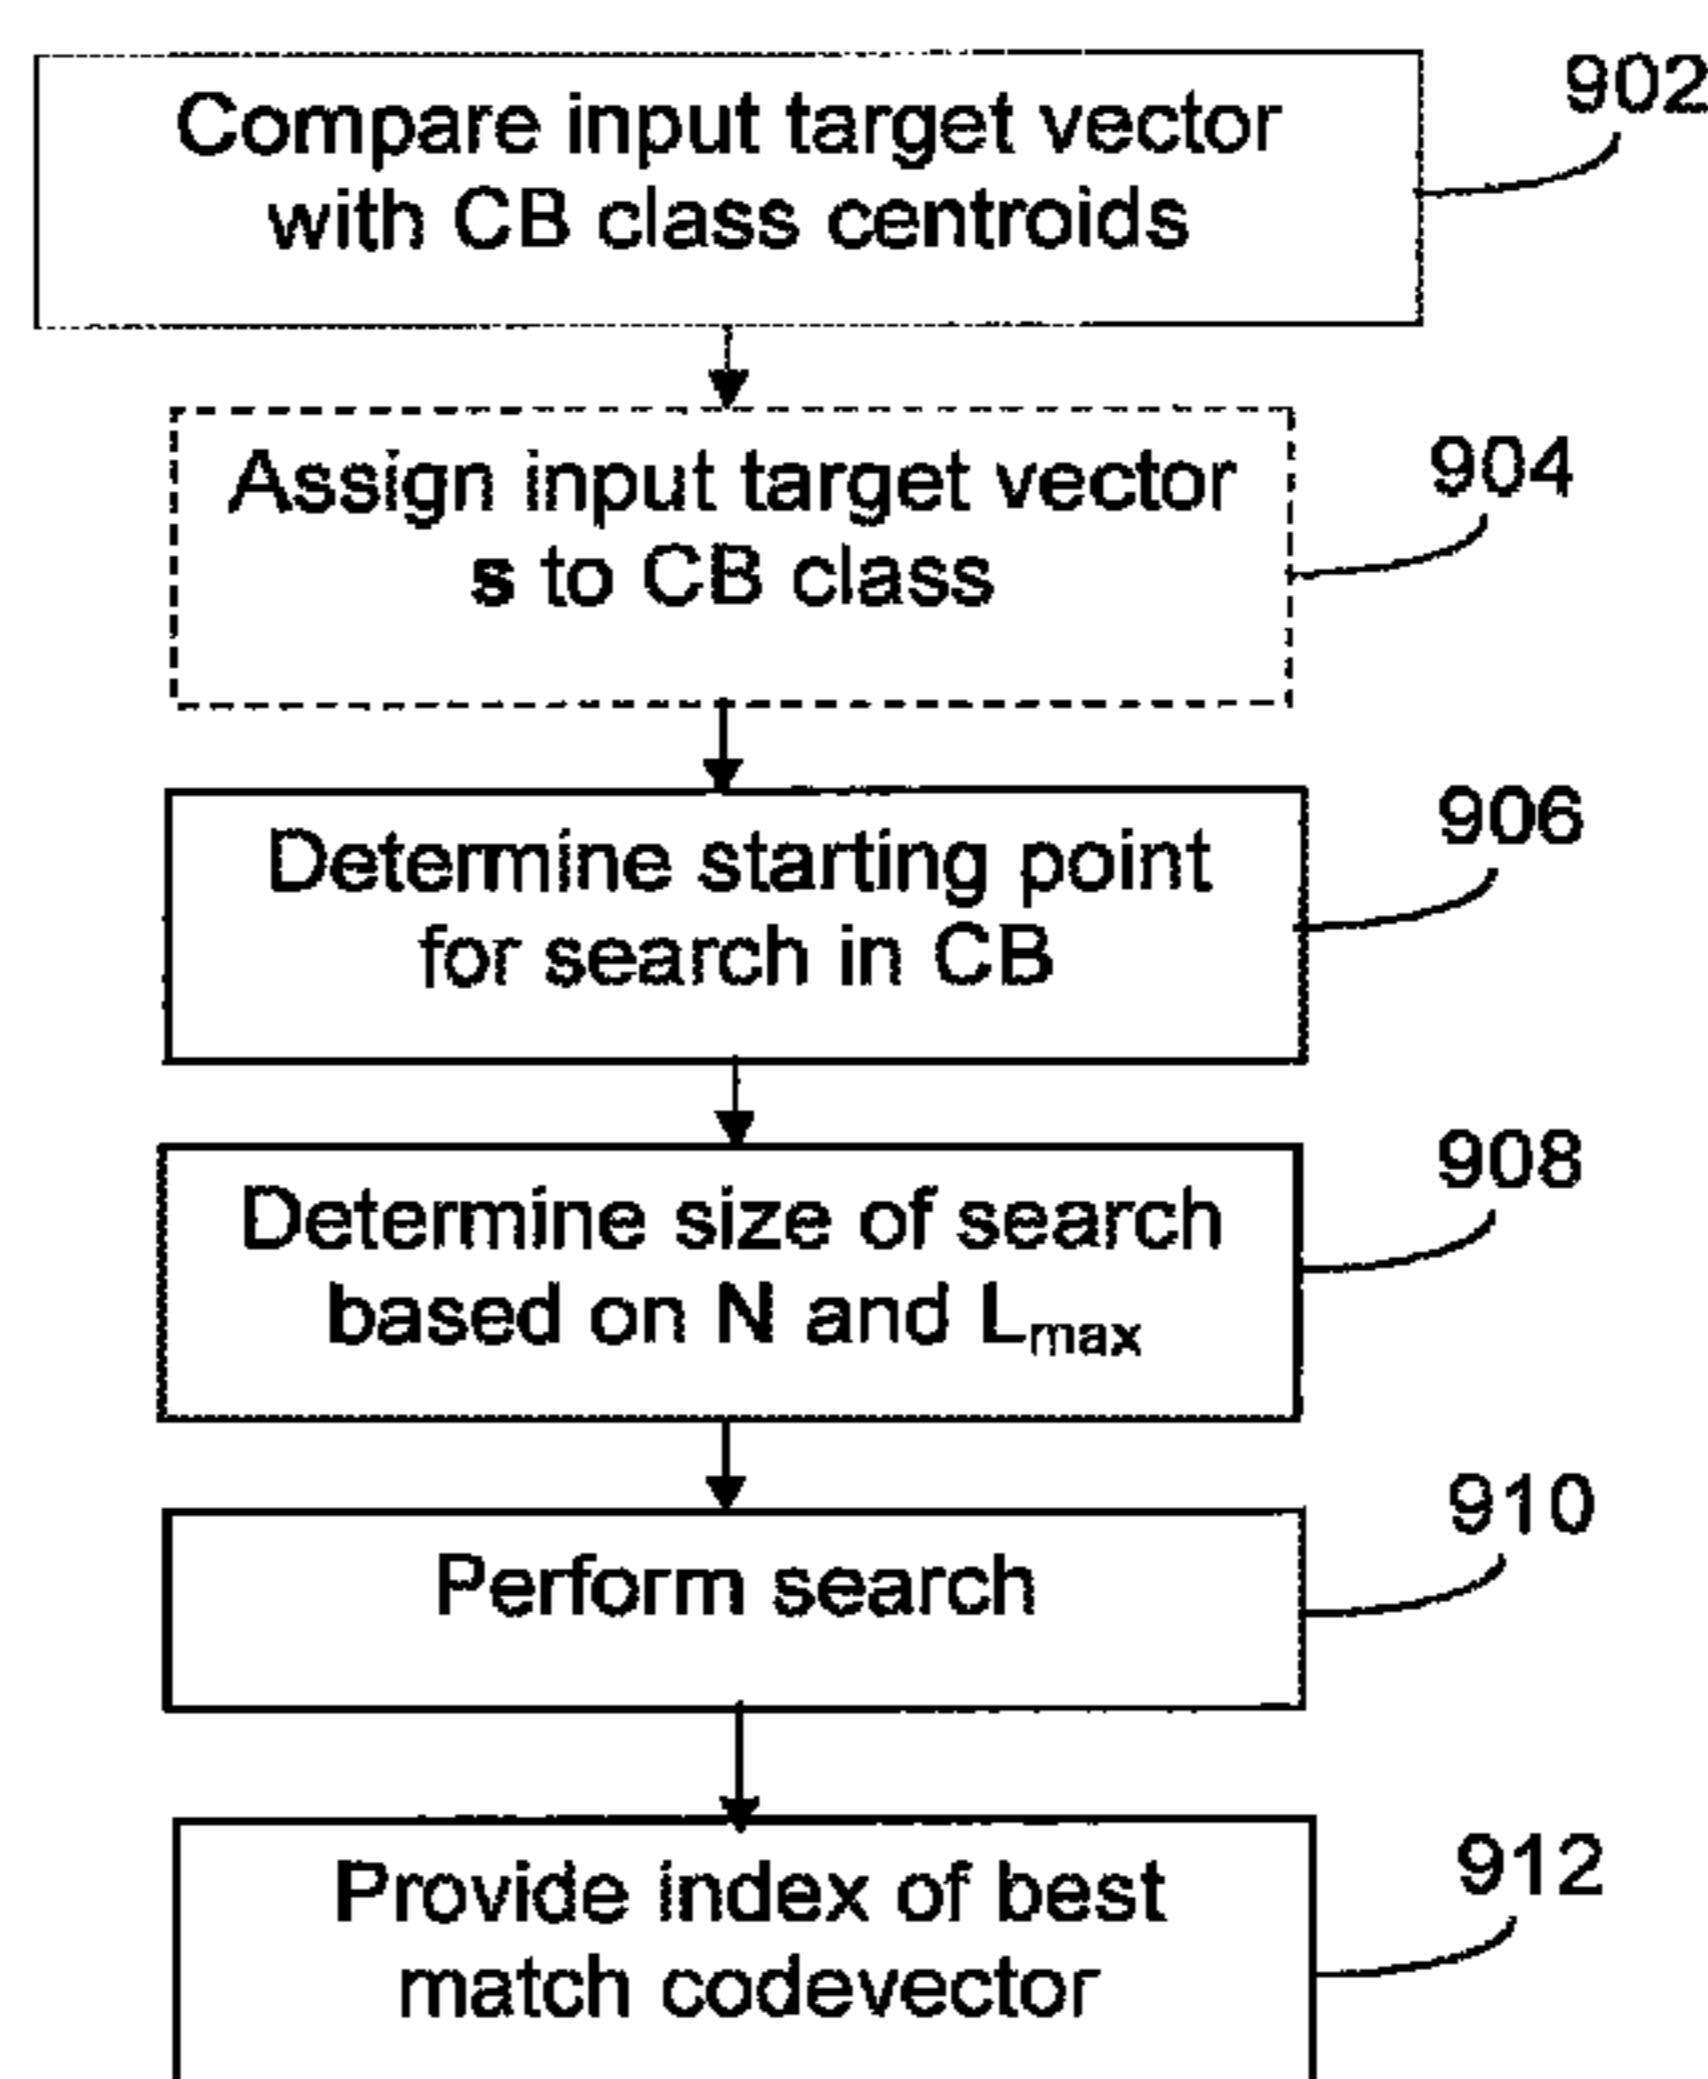 Compare input target vector
with CB class centroids
902
Assign input target vector
s to CB class
904
Determine starting point
for search in CB
906
Determine size of search
based on N and Lmax
908
Perform search
910
Provide index of best
match codevector
912